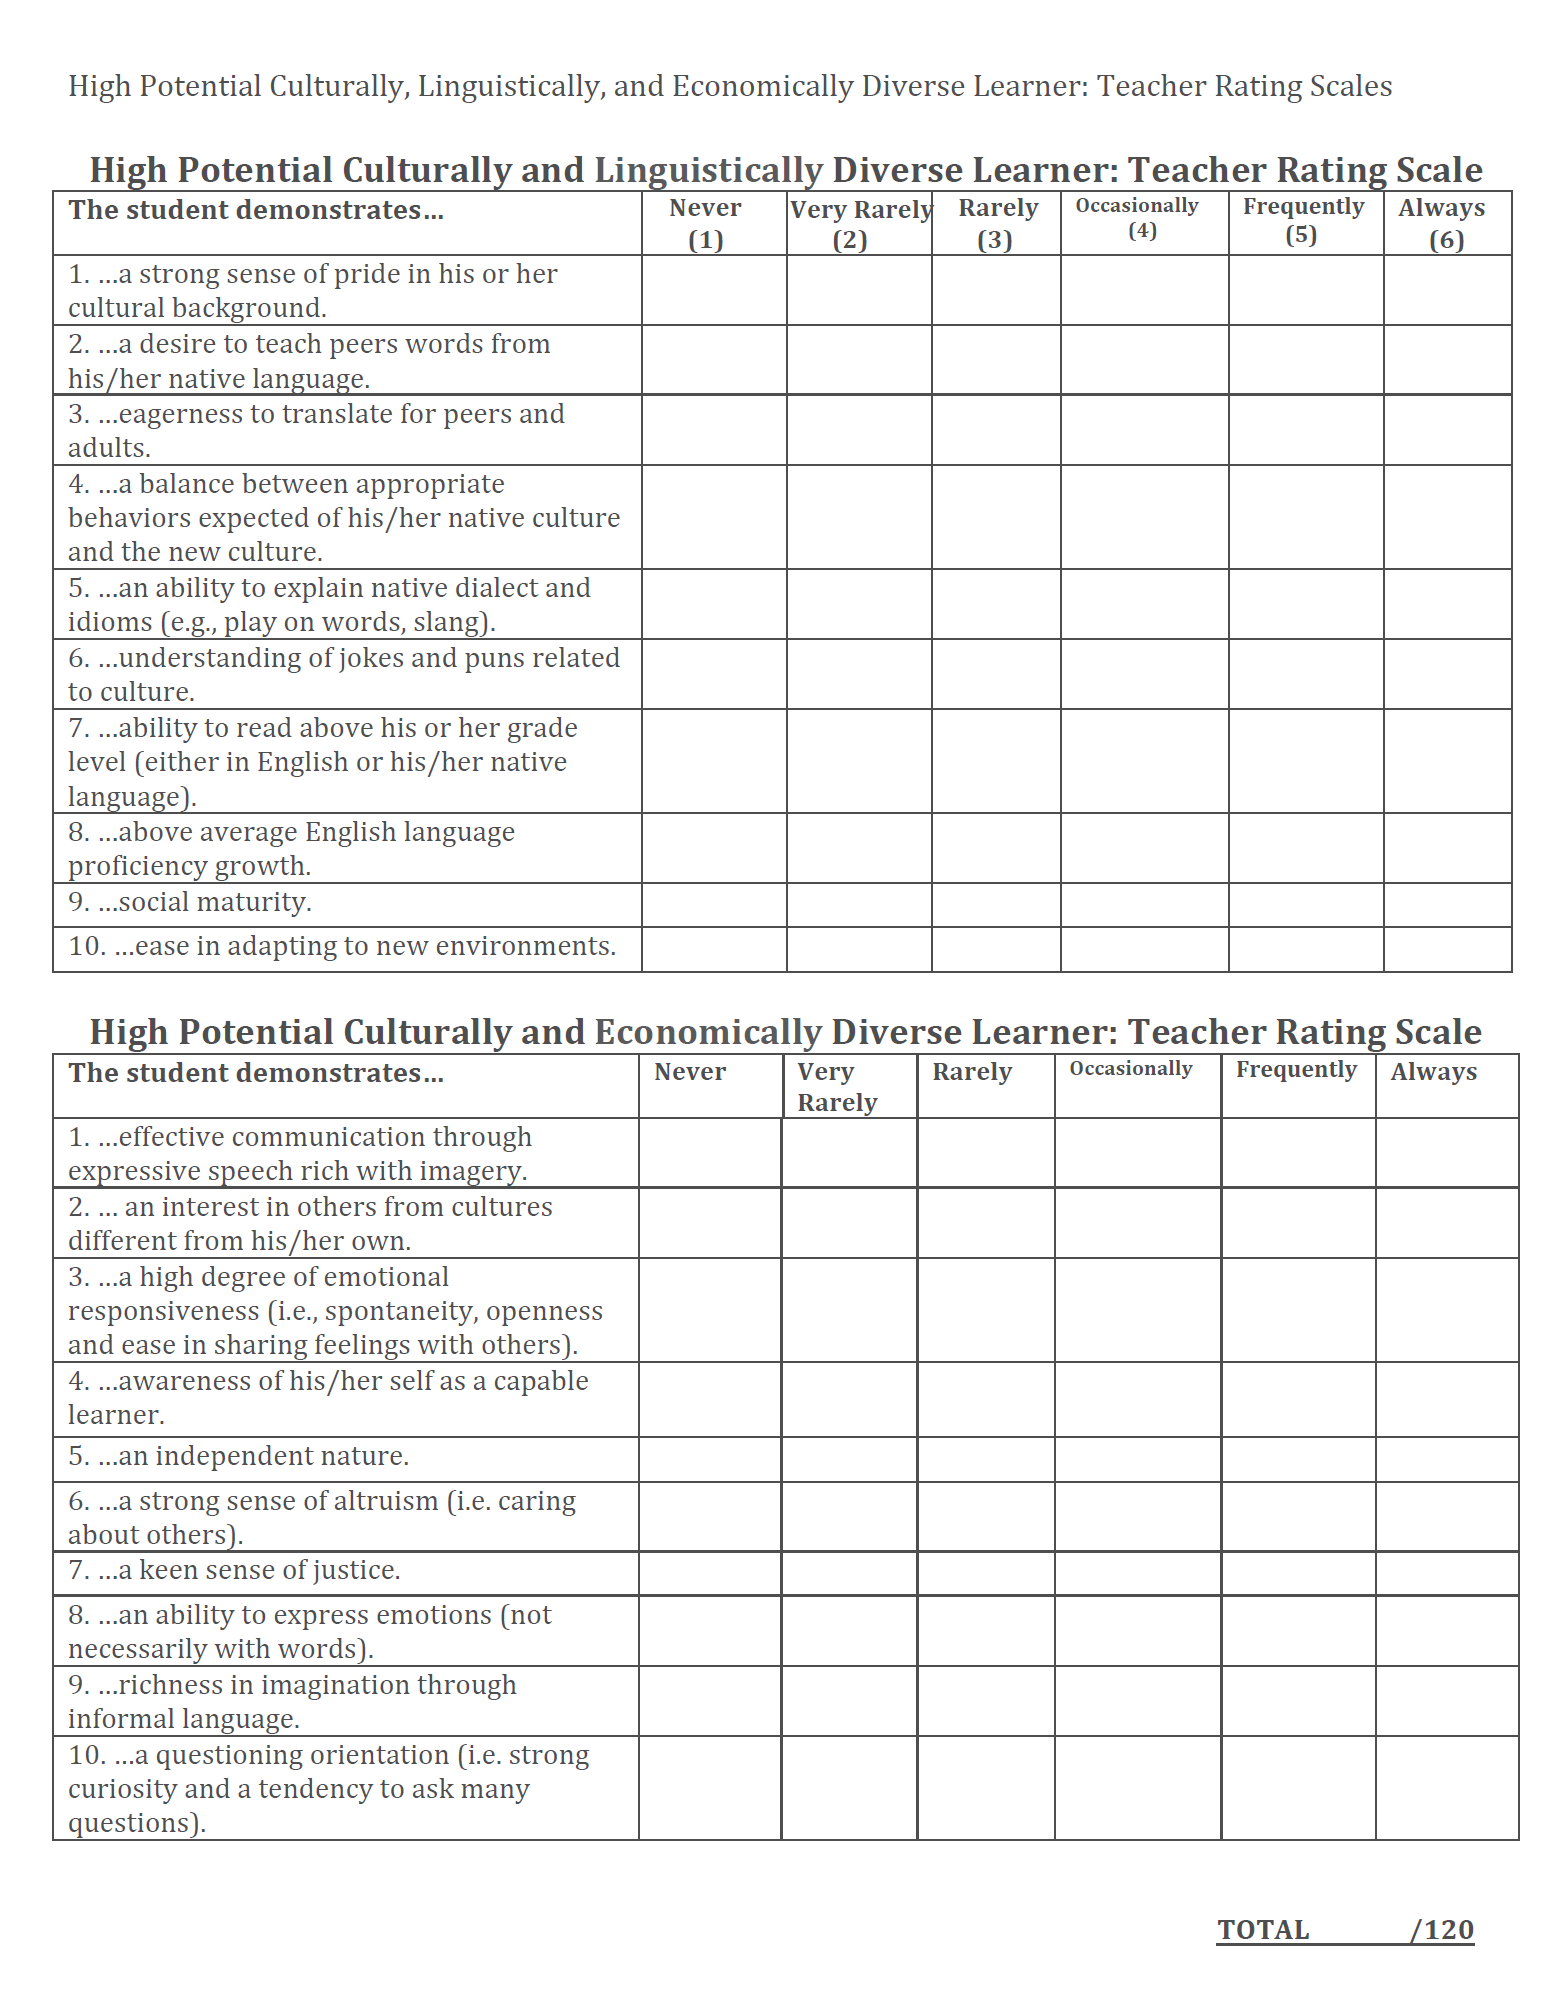 High Potential Culturally, Linguistically, and Economically Diverse Learner: Teacher Rating Scales
High Potential Culturally and Linguistically Diverse Learner: Teacher Rating Scale
The student demonstrates… Never Very Rarely Rarely Occasionally Frequently Always
(1) (2) (3) (4) (5) (6)
1. …a strong sense of pride in his or her
cultural background.
2. …a desire to teach peers words from
his/her native language.
3. …eagerness to translate for peers and
adults.
4. …a balance between appropriate
behaviors expected of his/her native culture
and the new culture.
5. …an ability to explain native dialect and
idioms (e.g., play on words, slang).
6. …understanding of jokes and puns related
to culture.
7. …ability to read above his or her grade
level (either in English or his/her native
language).
8. …above average English language
proficiency growth.
9. …social maturity.
10. …ease in adapting to new environments.
High Potential Culturally and Economically Diverse Learner: Teacher Rating Scale
The student demonstrates… Never Very Rarely Occasionally Frequently Always
Rarely
1. …effective communication through
expressive speech rich with imagery.
2. … an interest in others from cultures
different from his/her own.
3. …a high degree of emotional
responsiveness (i.e., spontaneity, openness
and ease in sharing feelings with others).
4. …awareness of his/her self as a capable
learner.
5. …an independent nature.
6. …a strong sense of altruism (i.e. caring
about others).
7. …a keen sense of justice.
8. …an ability to express emotions (not
necessarily with words).
9. …richness in imagination through
informal language.
10. …a questioning orientation (i.e. strong
curiosity and a tendency to ask many
questions).
TOTAL /120